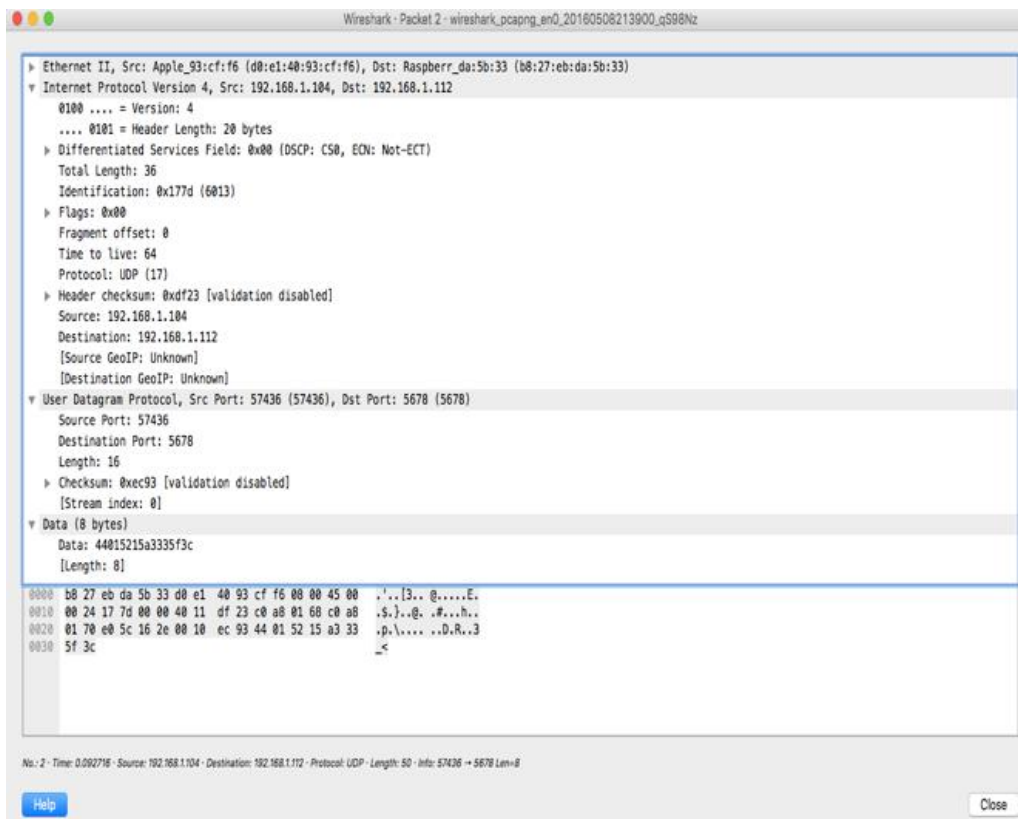 Wireshark · Packet 2 · wireshark_pcapng_en0_20160508213900_qS98Nz
Ethernet II, Src: Apple_93:cf:f6 (d0:e1:40:93:cf:f6), Dst: Raspberr_da:5b:33 (b8:27:eb:da:5b:33)
Internet Protocol Version 4, Src: 192.168.1.104, Dst: 192.168.1.112
0100 .... = Version: 4
.... 0101 = Header Length: 20 bytes
Differentiated Services Field: 0x00 (DSCP: CS0, ECN: Not-ECT)
Total Length: 36
Identification: 0x177d (6013)
Flags: 0x00
Fragment offset: 0
Time to live: 64
Protocol: UDP (17)
Header checksum: 0xdf23 [validation disabled]
Source: 192.168.1.104
Destination: 192.168.1.112
[Source GeoIP: Unknown]
[Destination GeoIP: Unknown]
User Datagram Protocol, Src Port: 57436 (57436), Dst Port: 5678 (5678)
Source Port: 57436
Destination Port: 5678
Length: 16
Checksum: 0xec93 [validation disabled]
[Stream index: 0]
Data (8 bytes)
Data: 44015215a3335f3c
[Length: 8]
0000 b8 27 eb da 5b 33 d0 e1 40 93 cf f6 08 00 45 00 .'..[3.. @.....E.
0010 00 24 17 7d 00 00 40 11 df 23 c0 a8 01 68 c0 a8 .$.}..@. .#...h..
0020 01 70 e0 5c 16 2e 00 10 ec 93 44 01 52 15 a3 33 .p.\.... ..D.R..3
0030 5f 3c _<
No.: 2 · Time: 0.092716 · Source: 192.168.1.104 · Destination: 192.168.1.112 · Protocol: UDP · Length: 50 · Info: 57436 → 5678 Len=8
Help
Close